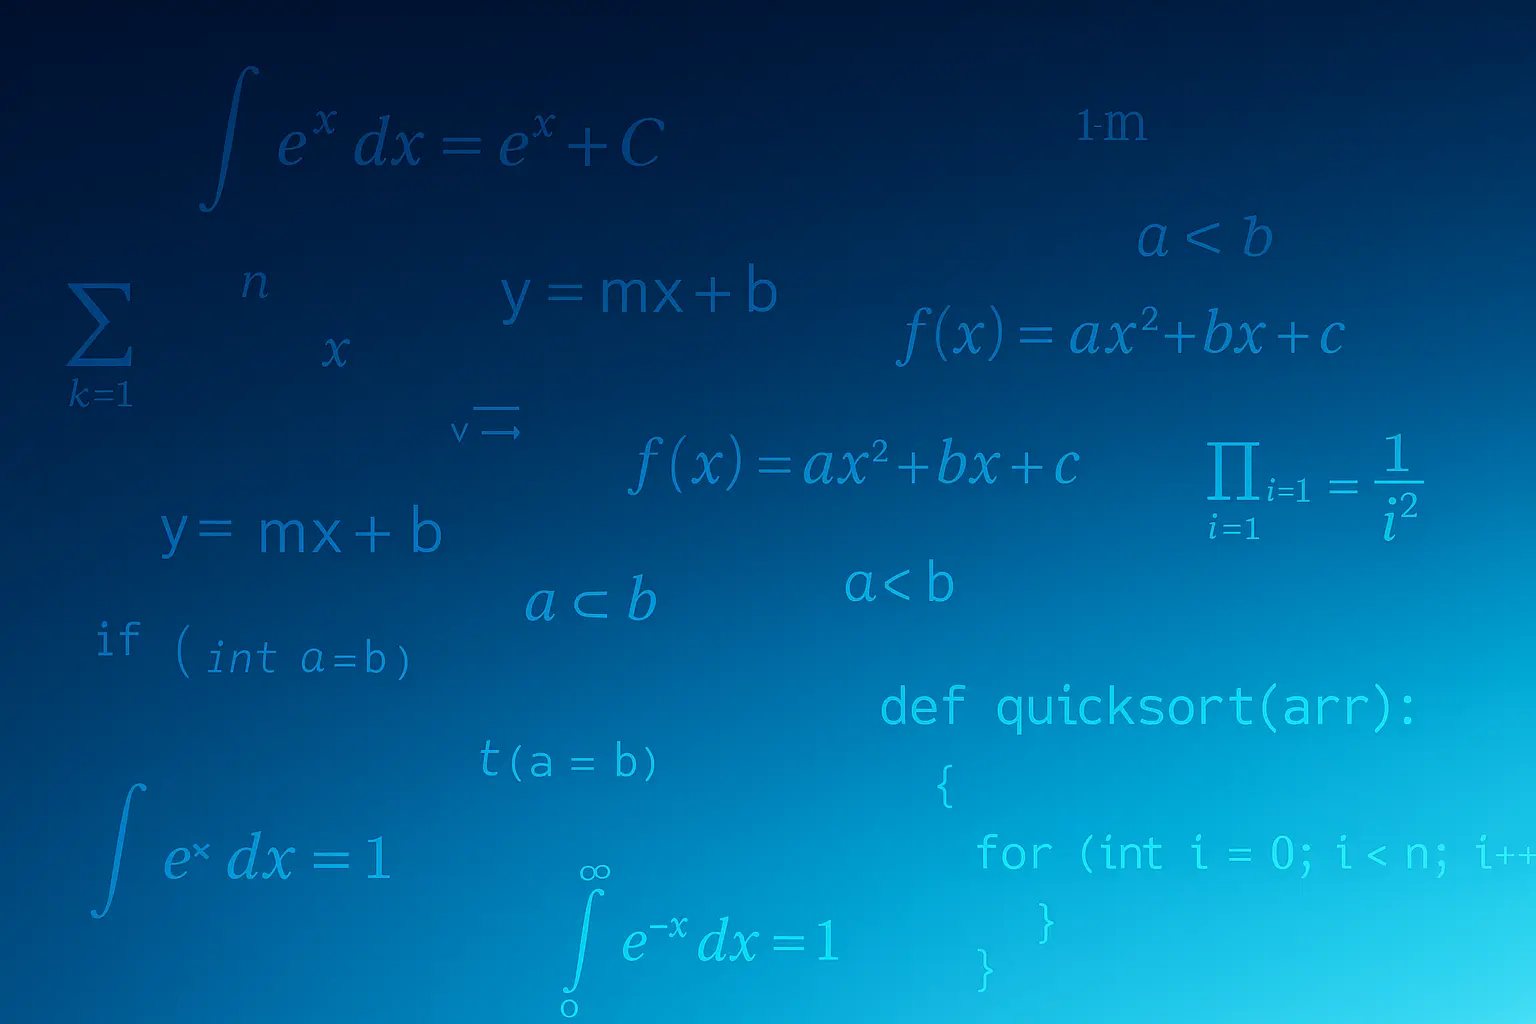 ∫ eˣ dx = eˣ + C
1-m
a < b
n
∑
k=1
x
y = mx + b
f(x) = ax² + bx + c
v →
f(x) = ax² + bx + c
∏ i=1 = 1/i²
i=1
y = mx + b
a ⊂ b
a < b
if ( int a = b)
def quicksort(arr):
t(a = b)
{
∫ eˣ dx = 1
for (int i = 0; i < n; i++
∞
∫ e⁻ˣ dx = 1
0
}
}